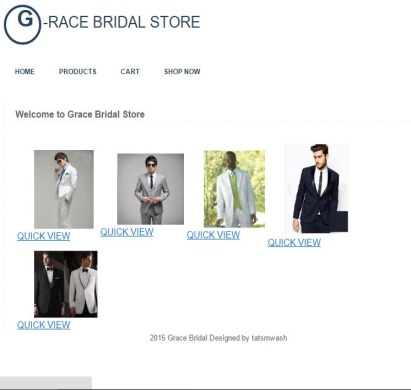 G-RACE BRIDAL STORE
HOME PRODUCTS CART SHOP NOW
Welcome to Grace Bridal Store
QUICK VIEW QUICK VIEW QUICK VIEW QUICK VIEW
QUICK VIEW
2015 Grace Bridal Designed by tatsmwash